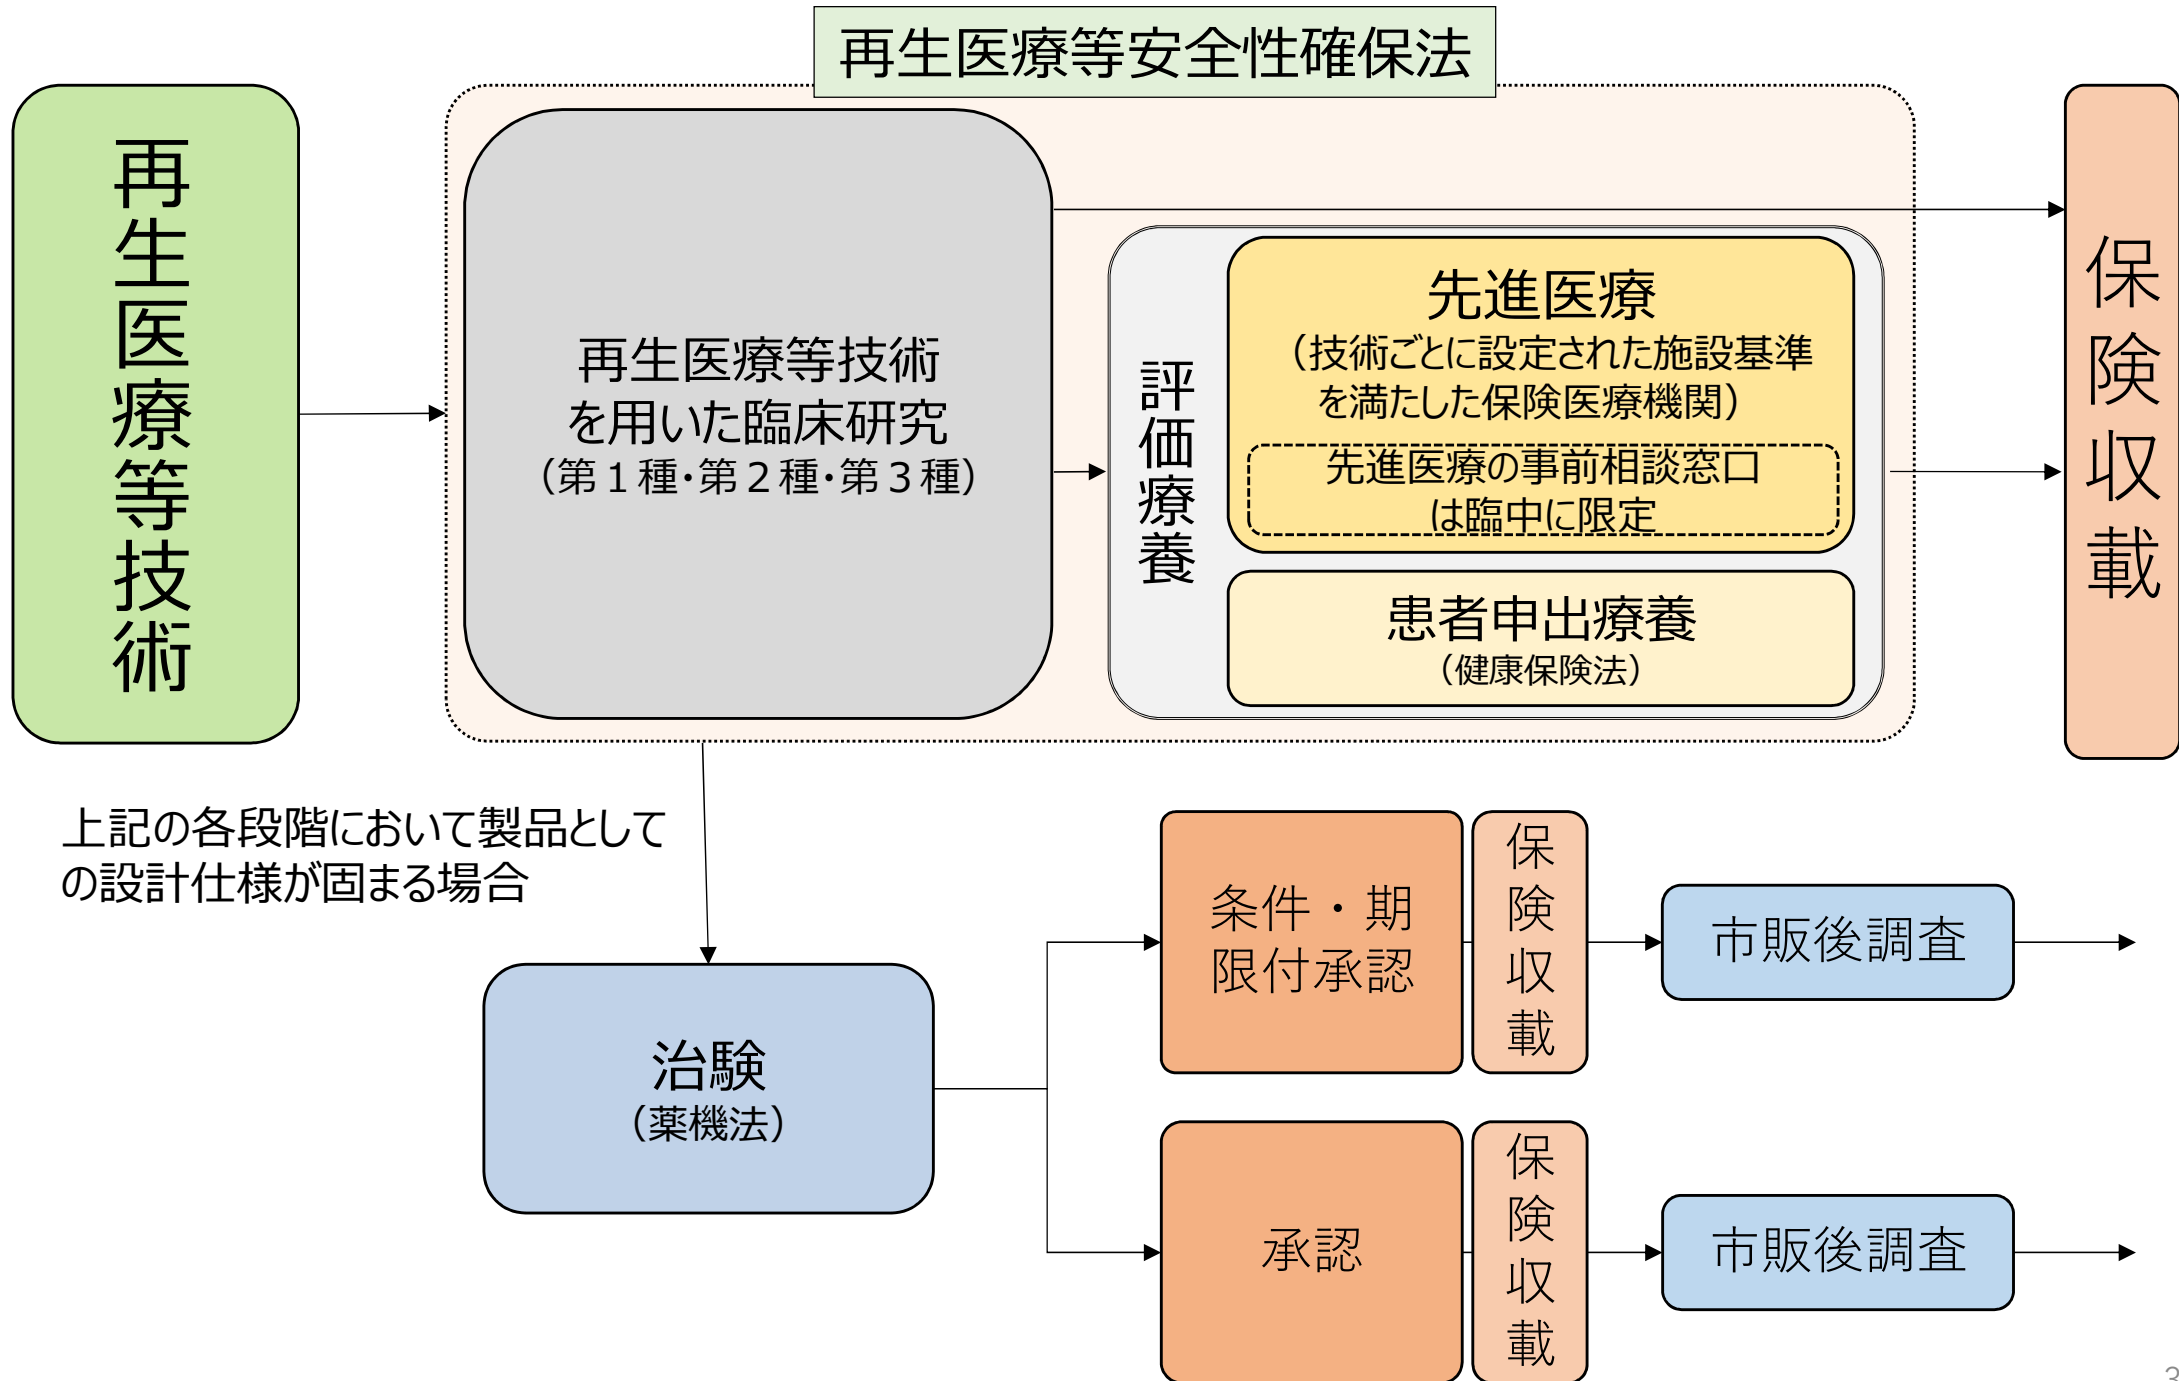 再生医療等安全性確保法
再生医療等技術
再生医療等技術
を用いた臨床研究
（第１種・第２種・第３種）
評価療養
先進医療
（技術ごとに設定された施設基準
を満たした保険医療機関）
先進医療の事前相談窓口
は臨中に限定
患者申出療養
（健康保険法）
保険収載
上記の各段階において製品として
の設計仕様が固まる場合
治験
（薬機法）
条件・期
限付承認
保険収載
市販後調査
承認
保険収載
市販後調査
3